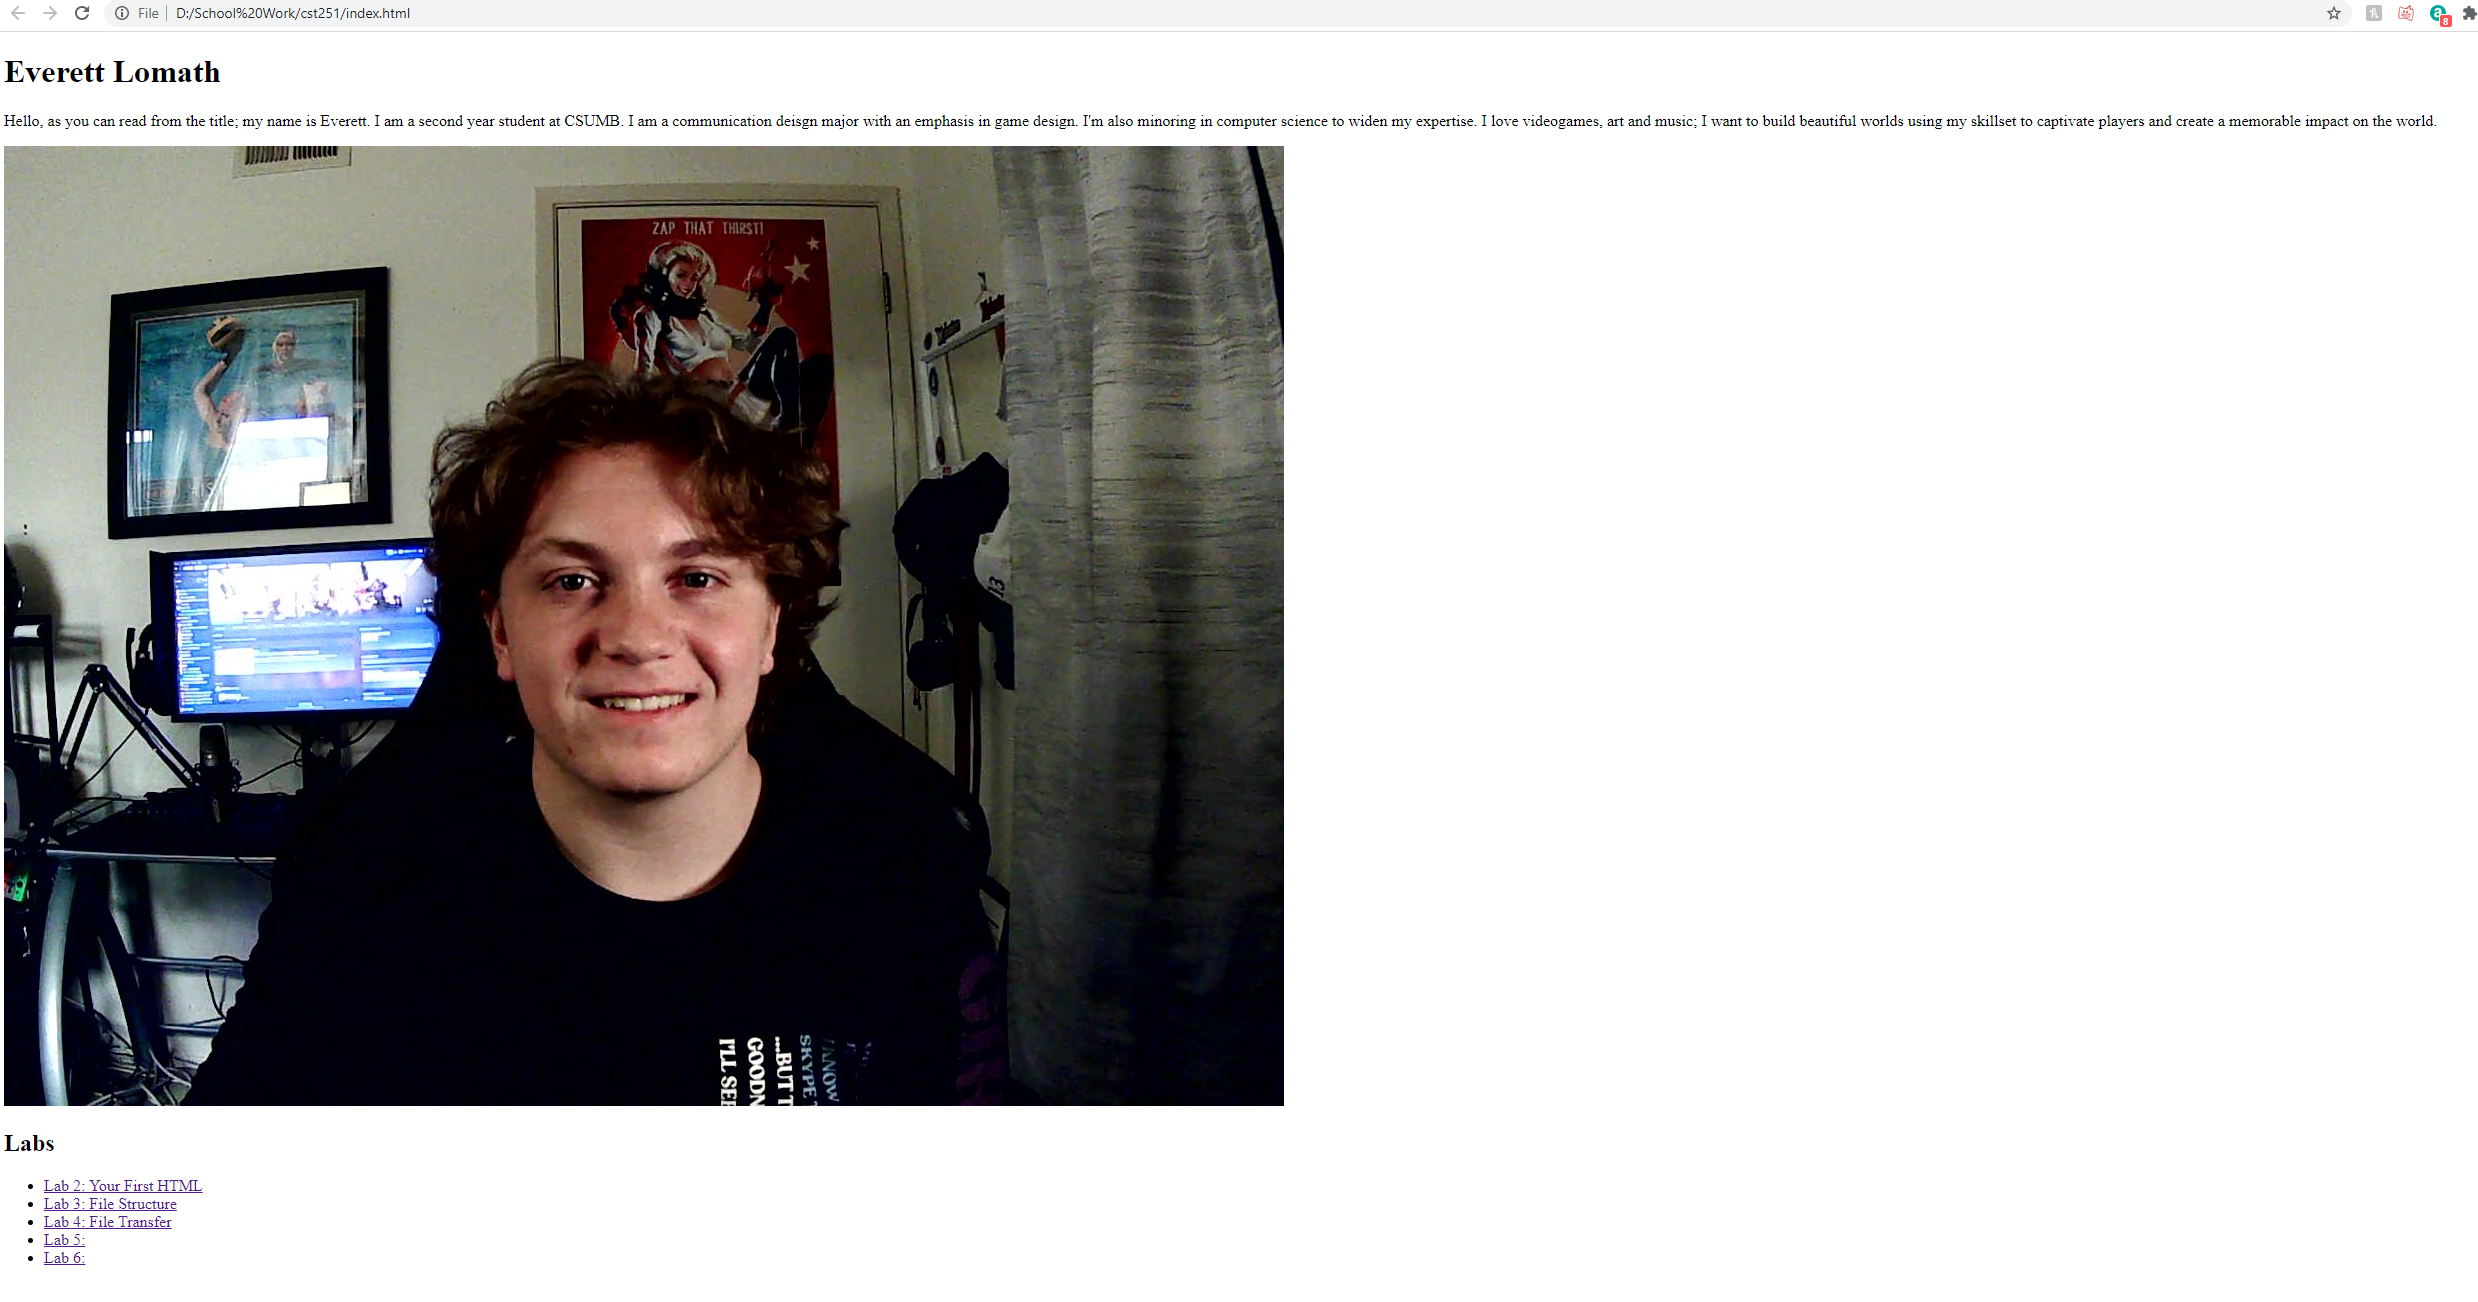 File D:/School%20Work/cst251/index.html
8
Everett Lomath
Hello, as you can read from the title; my name is Everett. I am a second year student at CSUMB. I am a communication deisgn major with an emphasis in game design. I'm also minoring in computer science to widen my expertise. I love videogames, art and music; I want to build beautiful worlds using my skillset to captivate players and create a memorable impact on the world.
ZAP THAT THIRST!
13
I'LL SEE
GOODN
...BUT T
SKYPE
Labs
Lab 2: Your First HTML
Lab 3: File Structure
Lab 4: File Transfer
Lab 5:
Lab 6: